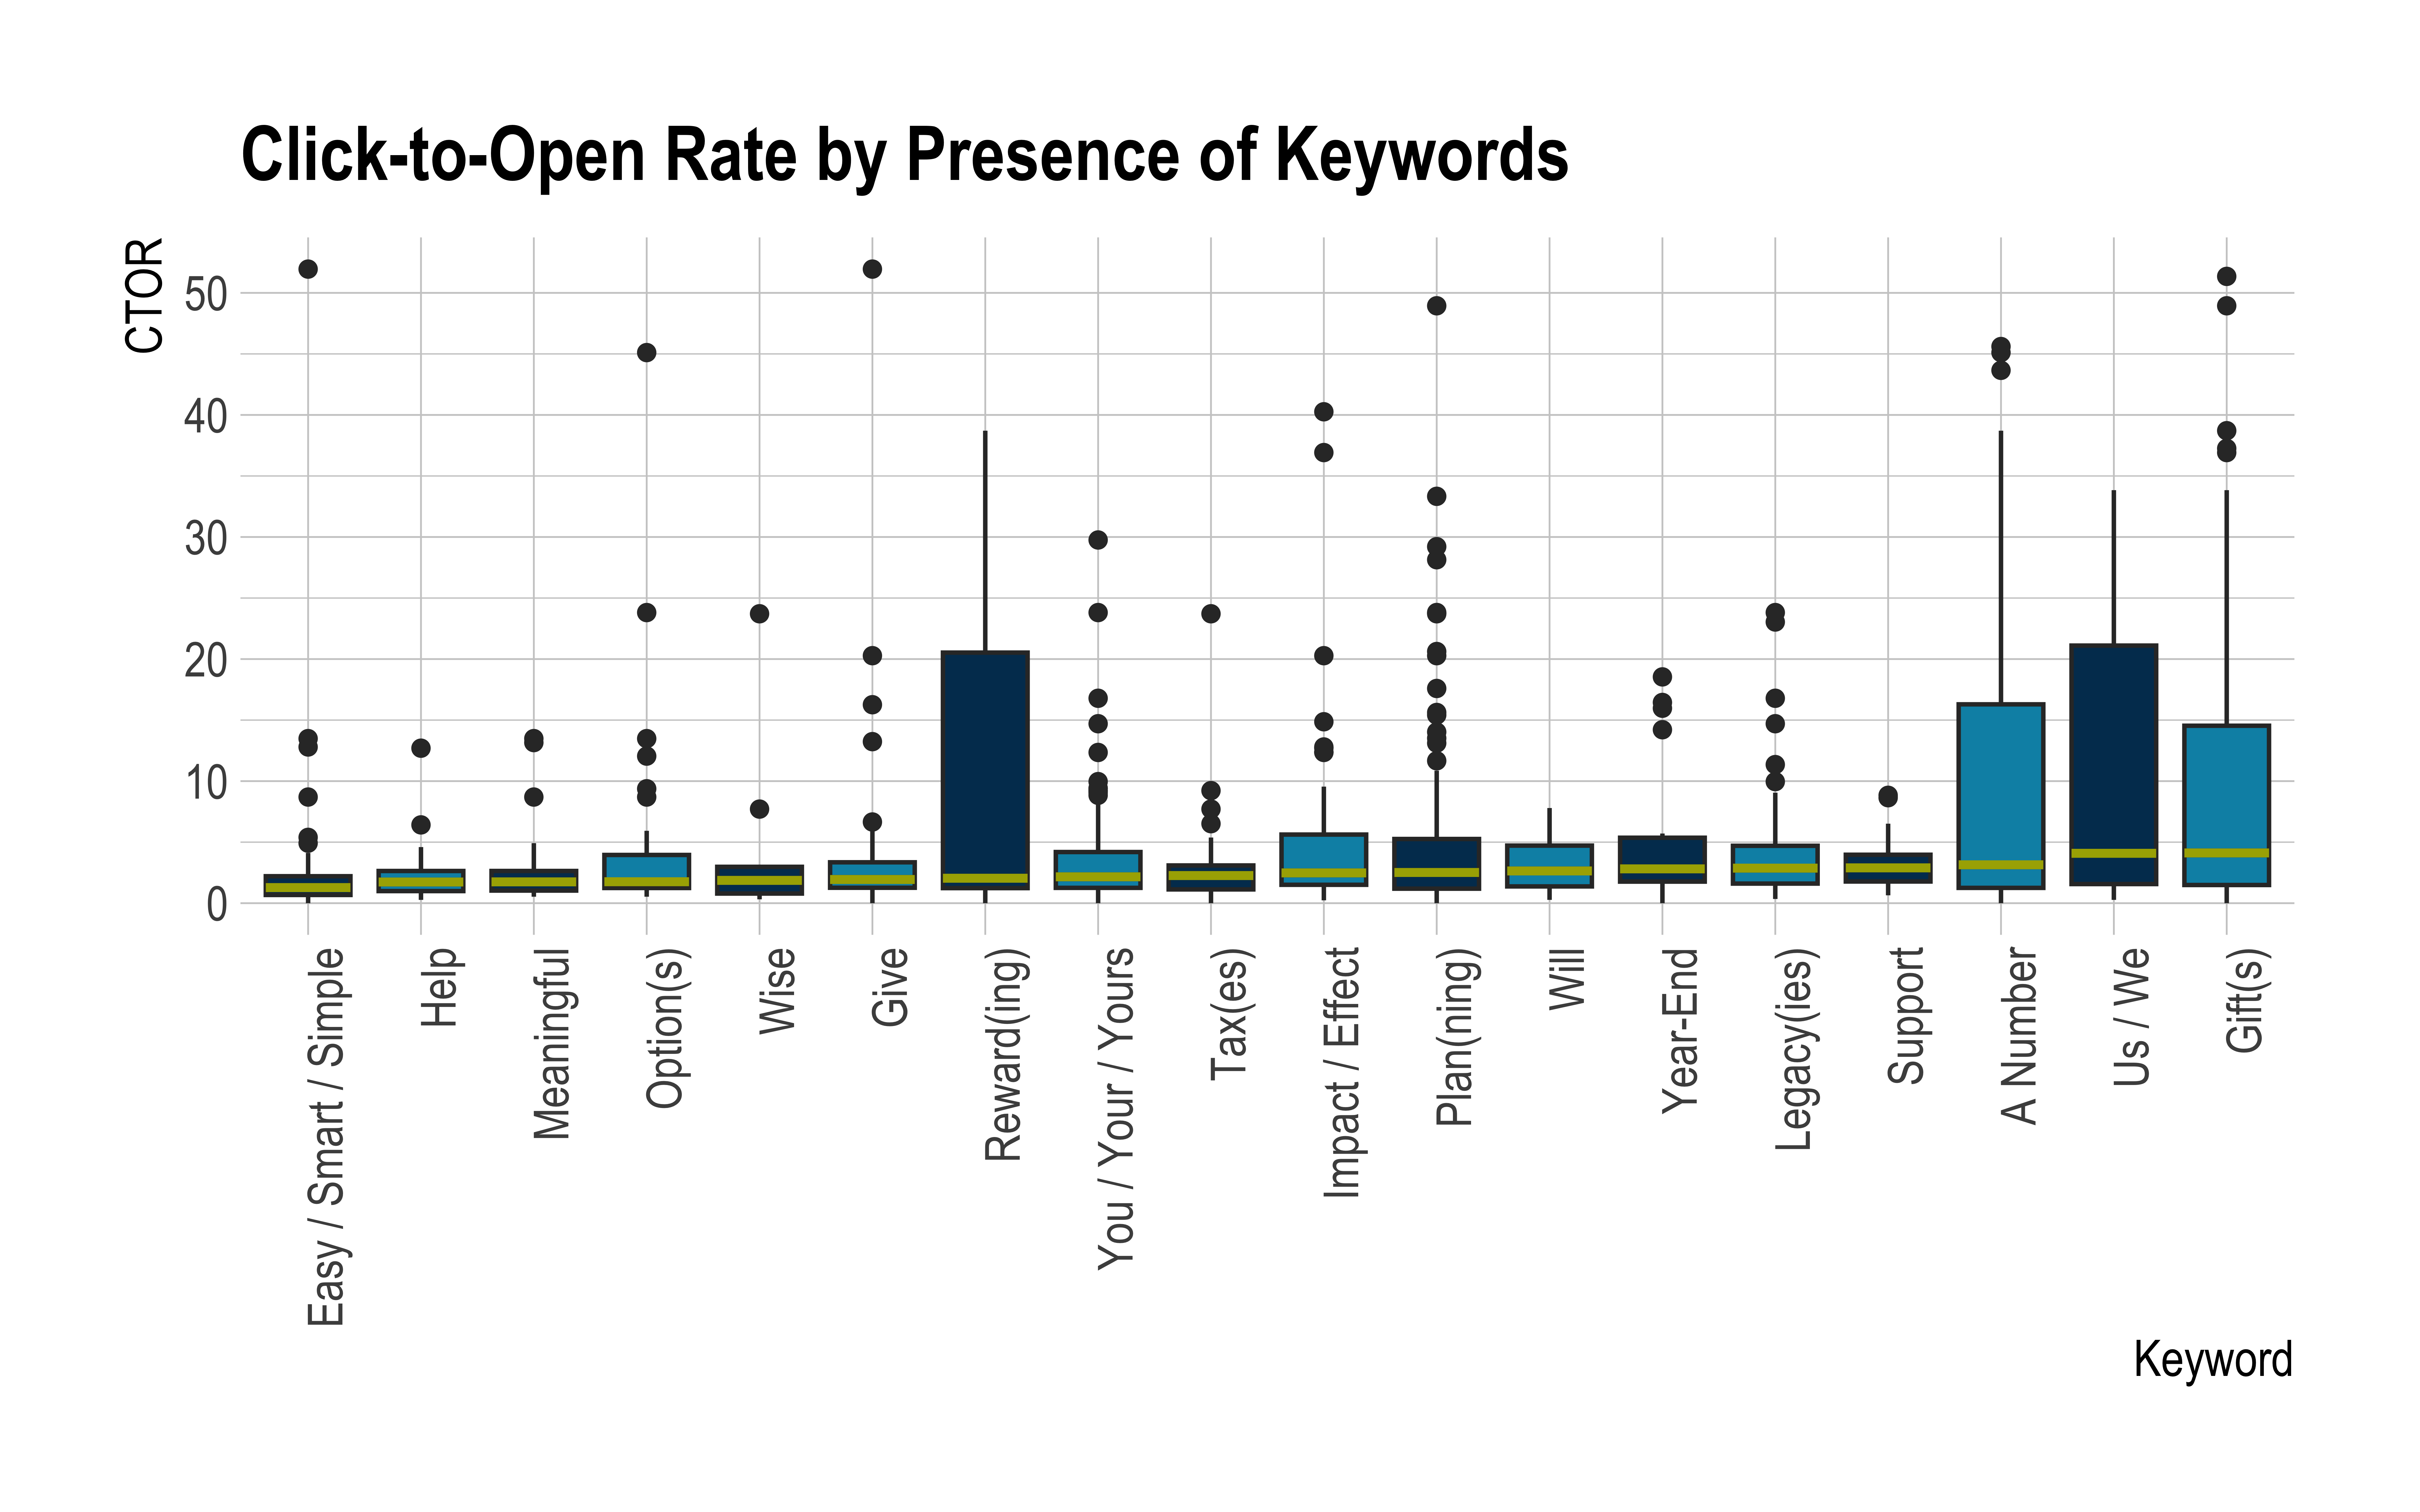 Click-to-Open Rate by Presence of Keywords
CTOR
50
40
30
20
10
0
Easy / Smart / Simple
Help
Meaningful
Option(s)
Wise
Give
Reward(ing)
You / Your / Yours
Tax(es)
Impact / Effect
Plan(ning)
Will
Year-End
Legacy(ies)
Support
A Number
Us / We
Gift(s)
Keyword